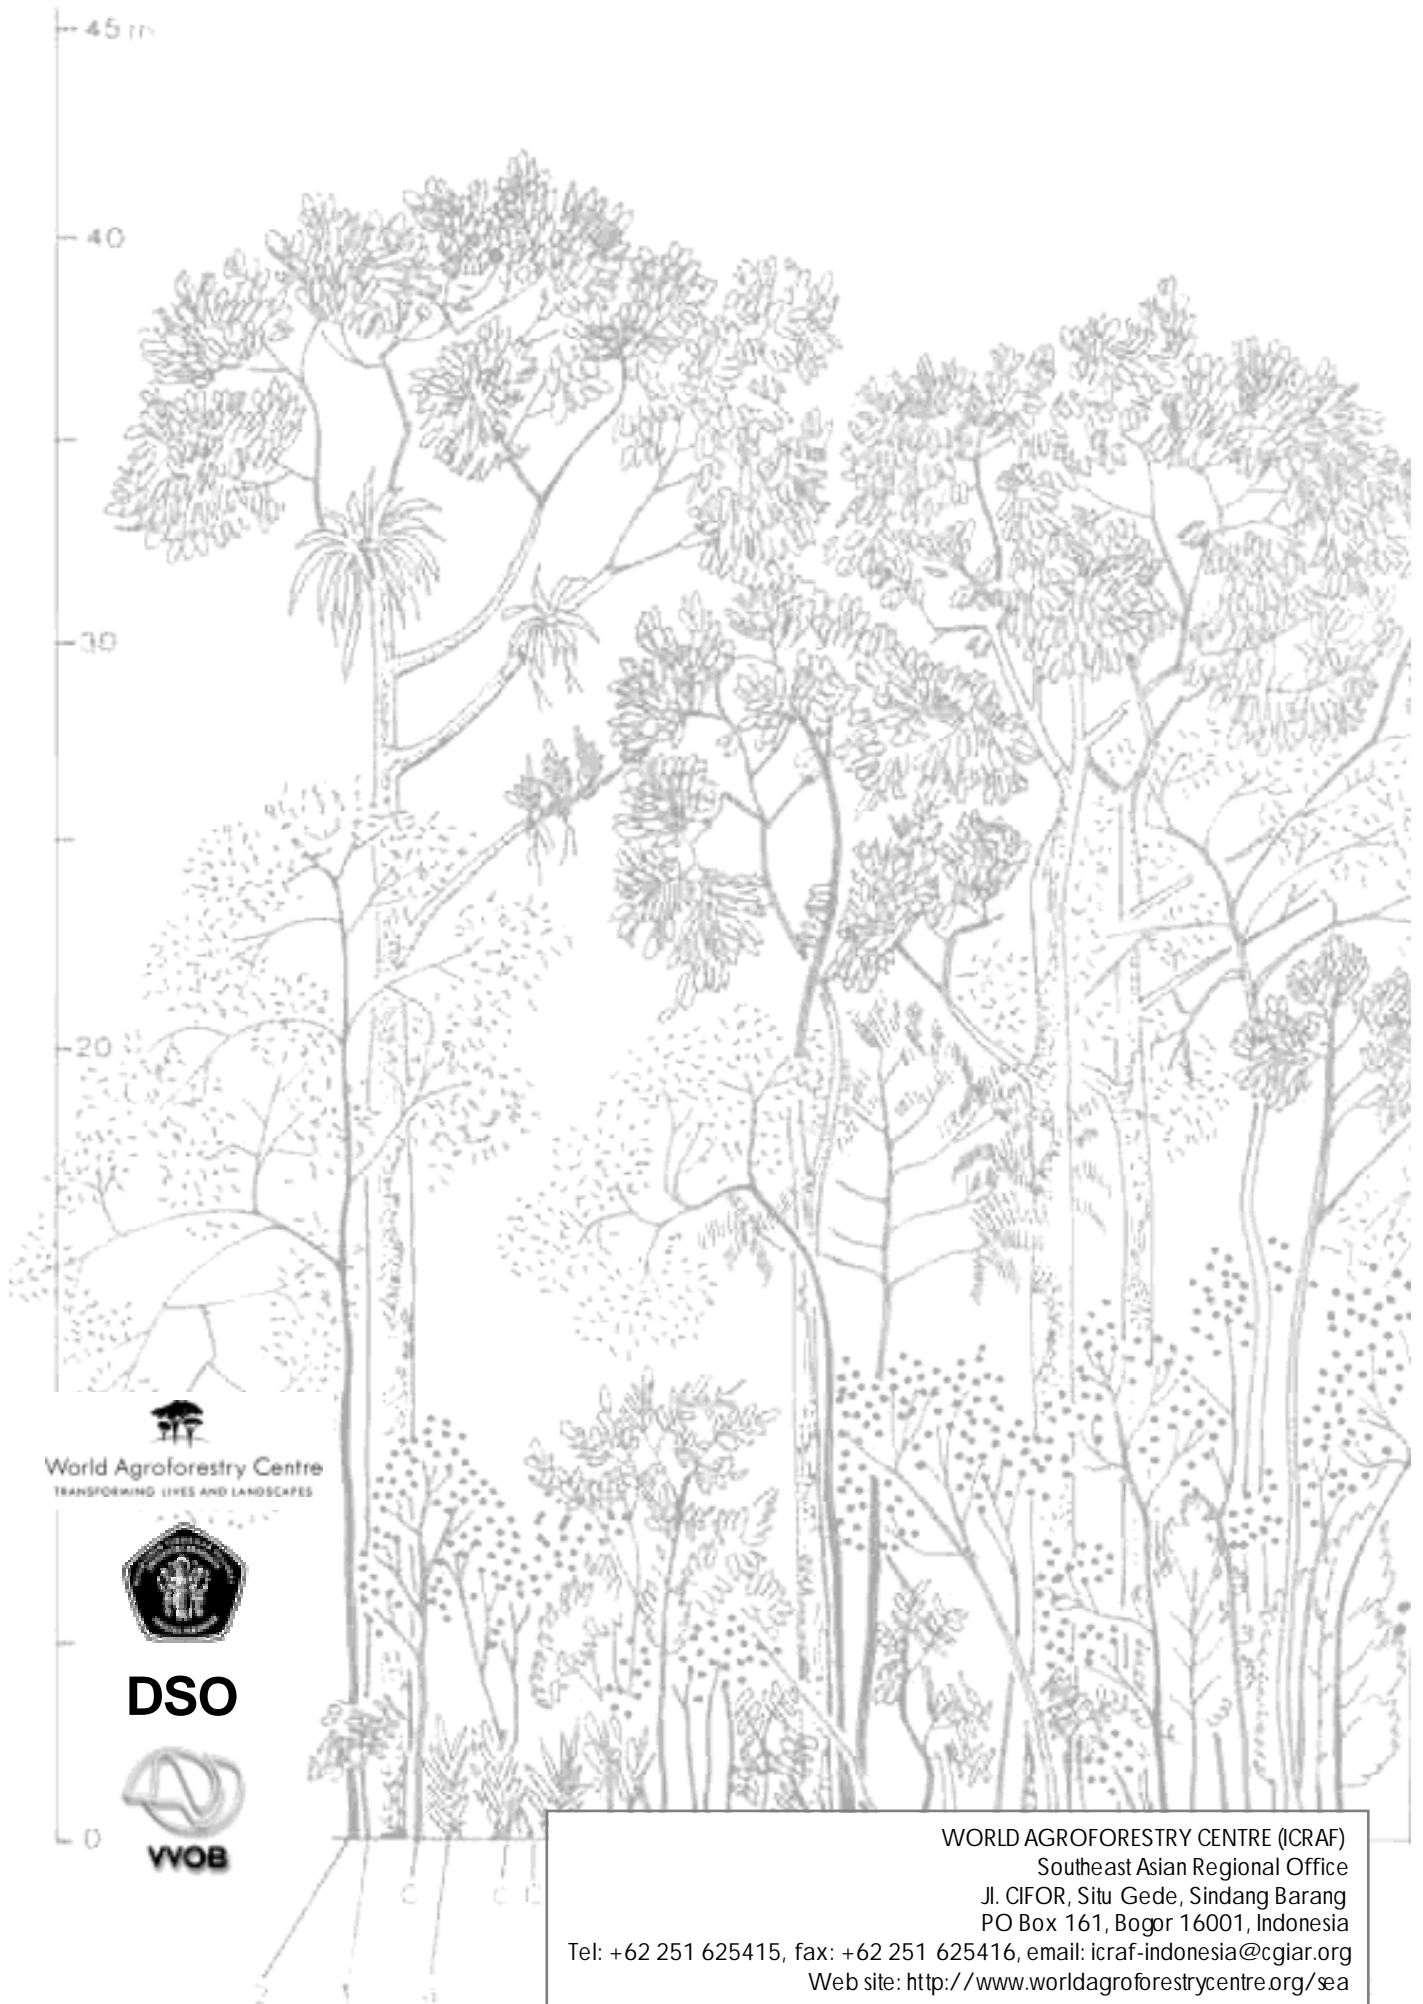 45 m
40
30
20
World Agroforestry Centre
TRANSFORMING LIVES AND LANDSCAPES
DSO
VVOB
0
C
C
WORLD AGROFORESTRY CENTRE (ICRAF)
Southeast Asian Regional Office
Jl. CIFOR, Situ Gede, Sindang Barang
PO Box 161, Bogor 16001, Indonesia
Tel: +62 251 625415, fax: +62 251 625416, email: icraf-indonesia@cgiar.org
Web site: http://www.worldagroforestrycentre.org/sea